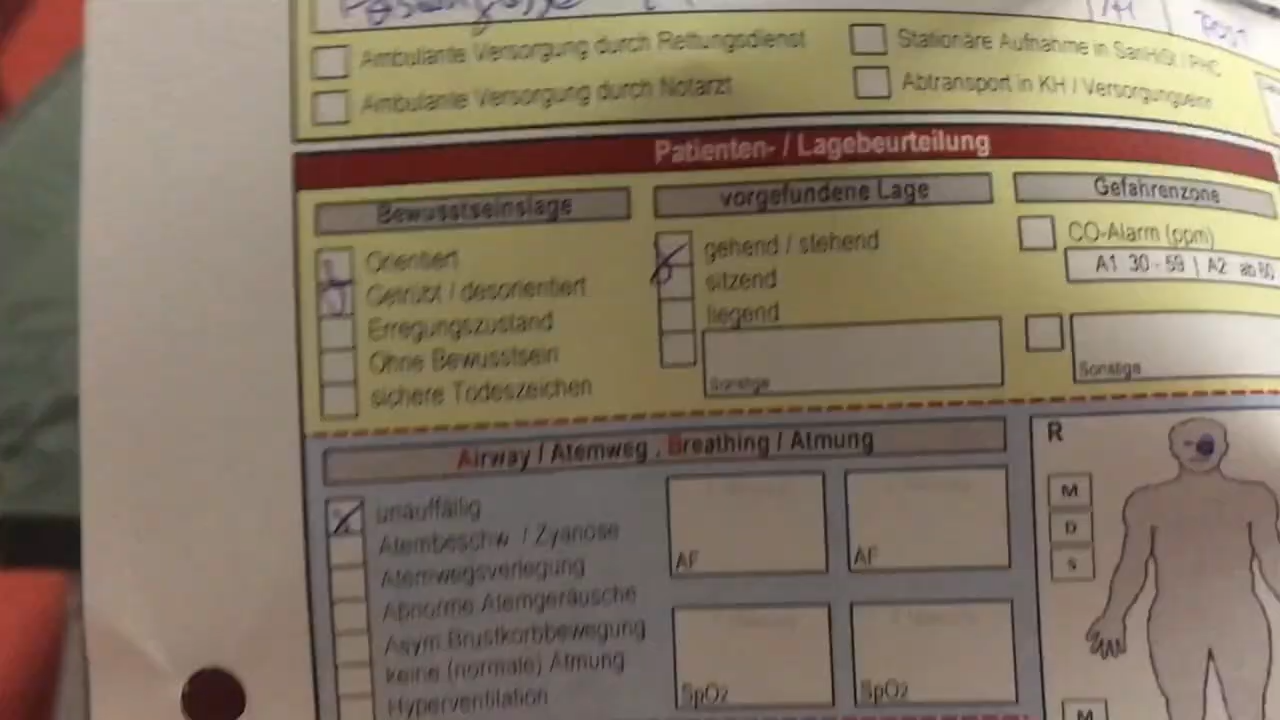 Ambulante Versorgung durch Rettungsdienst
Stationäre Aufnahme in
Ambulante Versorgung durch Notarzt
Abtransport in KH /
Patienten- / Lagebeurteilung
Bewusstseinslage
Orientiert
Getrübt / desorientiert
Erregungszustand
Ohne Bewusstsein
sichere Todeszeichen
vorgefundene Lage
gehend / stehend
sitzend
liegend
Sonstige
Gefahrenzone
CO-Alarm (ppm)
A1 30 - 59 | A2 ab 60
Sonstige
Airway / Atemweg , Breathing / Atmung
unauffällig
Atembeschw. / Zyanose
Atemwegsverlegung
Abnorme Atemgeräusche
Asym.Brustkorbbewegung
keine (normale) Atmung
Hyperventilation
AF
AF
SpO2
SpO2
R
M
D
S
M